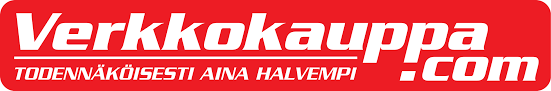 Verkkokauppa
.com
TODENNÄKÖISESTI AINA HALVEMPI